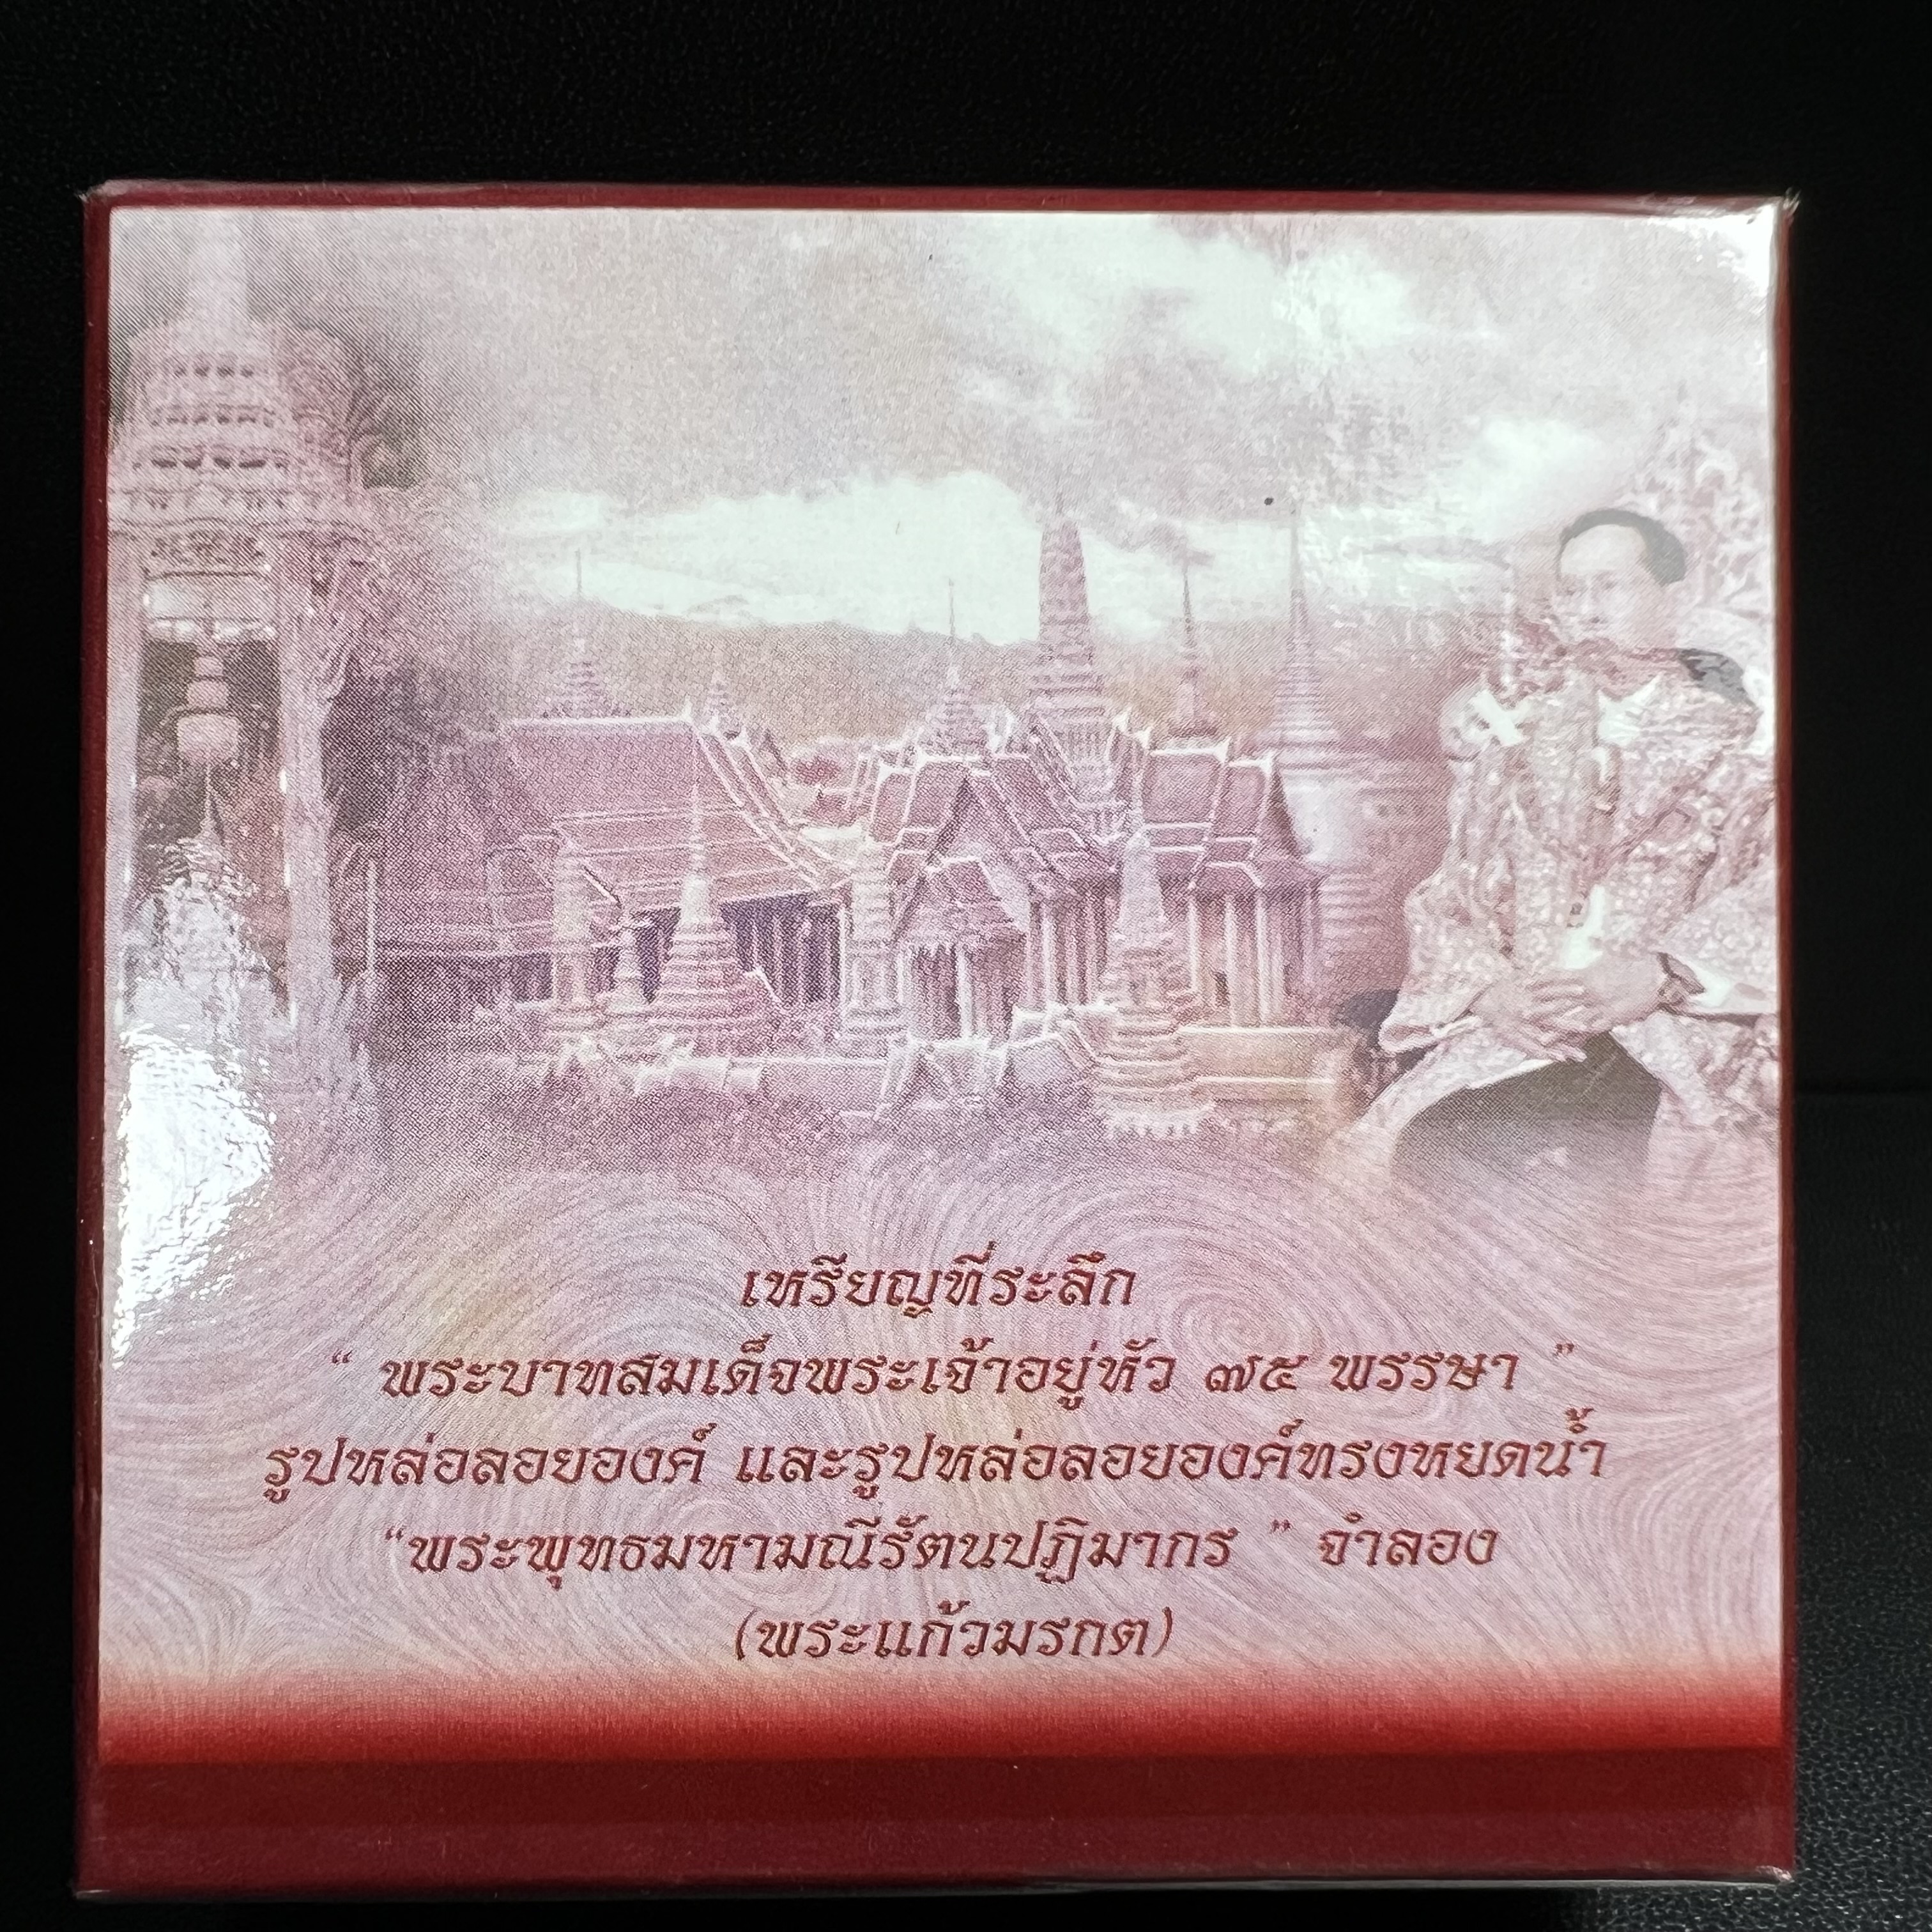 เหรียญที่ระลึก
“ พระบาทสมเด็จพระเจ้าอยู่หัว ๗๕ พรรษา ”
รูปหล่อลอยองค์ และรูปหล่อลอยองค์ทรงหยดน้ำ
“พระพุทธมหามณีรัตนปฏิมากร ” จำลอง
(พระแก้วมรกต)